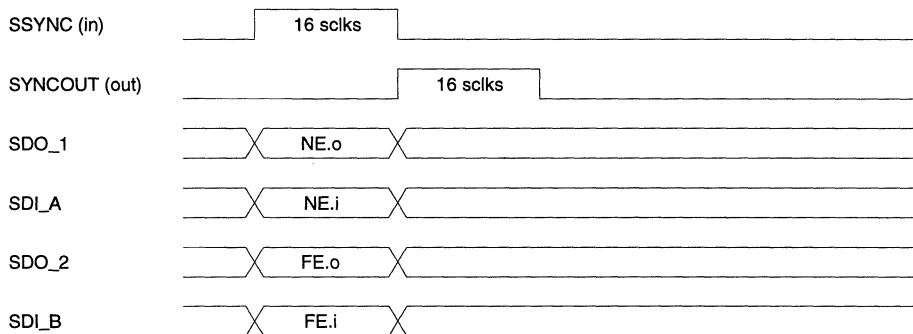 SSYNC (in) 16 sclks
SYNCOUT (out) 16 sclks
SDO_1 NE.o
SDI_A NE.i
SDO_2 FE.o
SDI_B FE.i